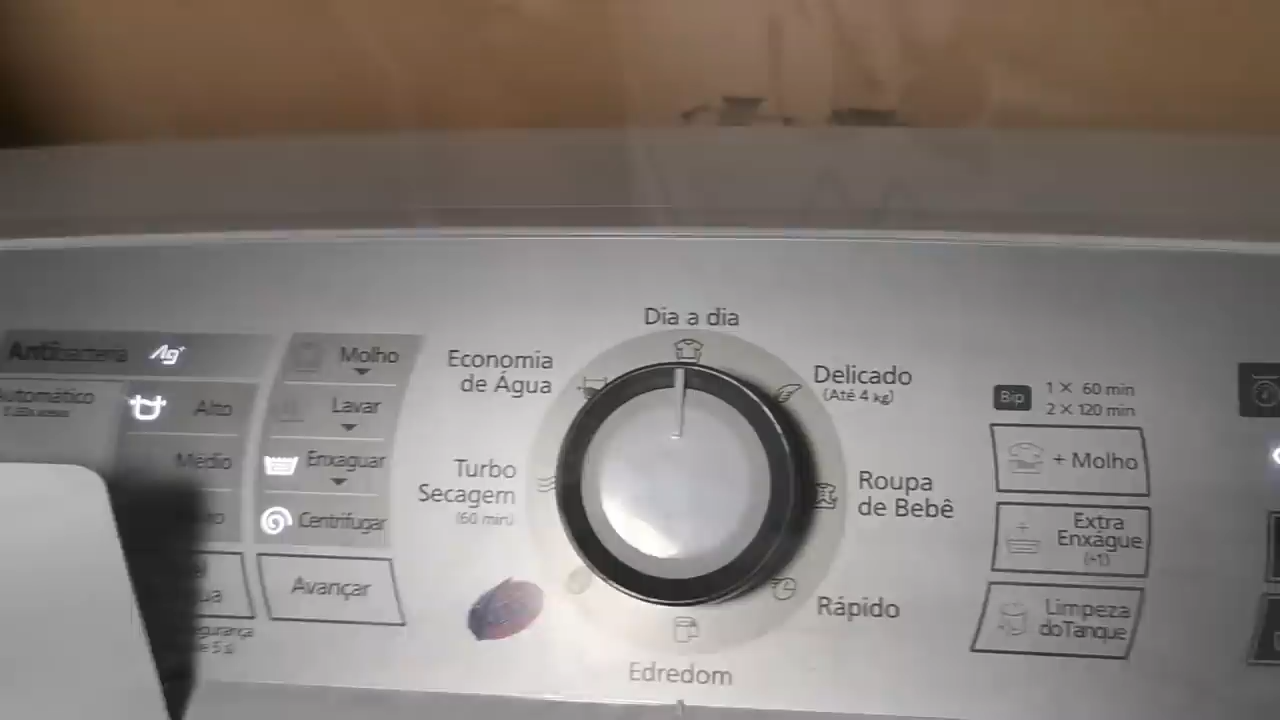 Antibacteria Ag+
Automático
Alto
Médio
Molho
Lavar
Enxaguar
Centrifugar
Avançar
Economia
de Água
Turbo
Secagem
(60 min)
Dia a dia
Delicado
(Até 4 kg)
Roupa
de Bebê
Rápido
Edredom
Bip
1 X 60 min
2 X 120 min
+ Molho
Extra
Enxágue
(+1)
Limpeza
do Tanque